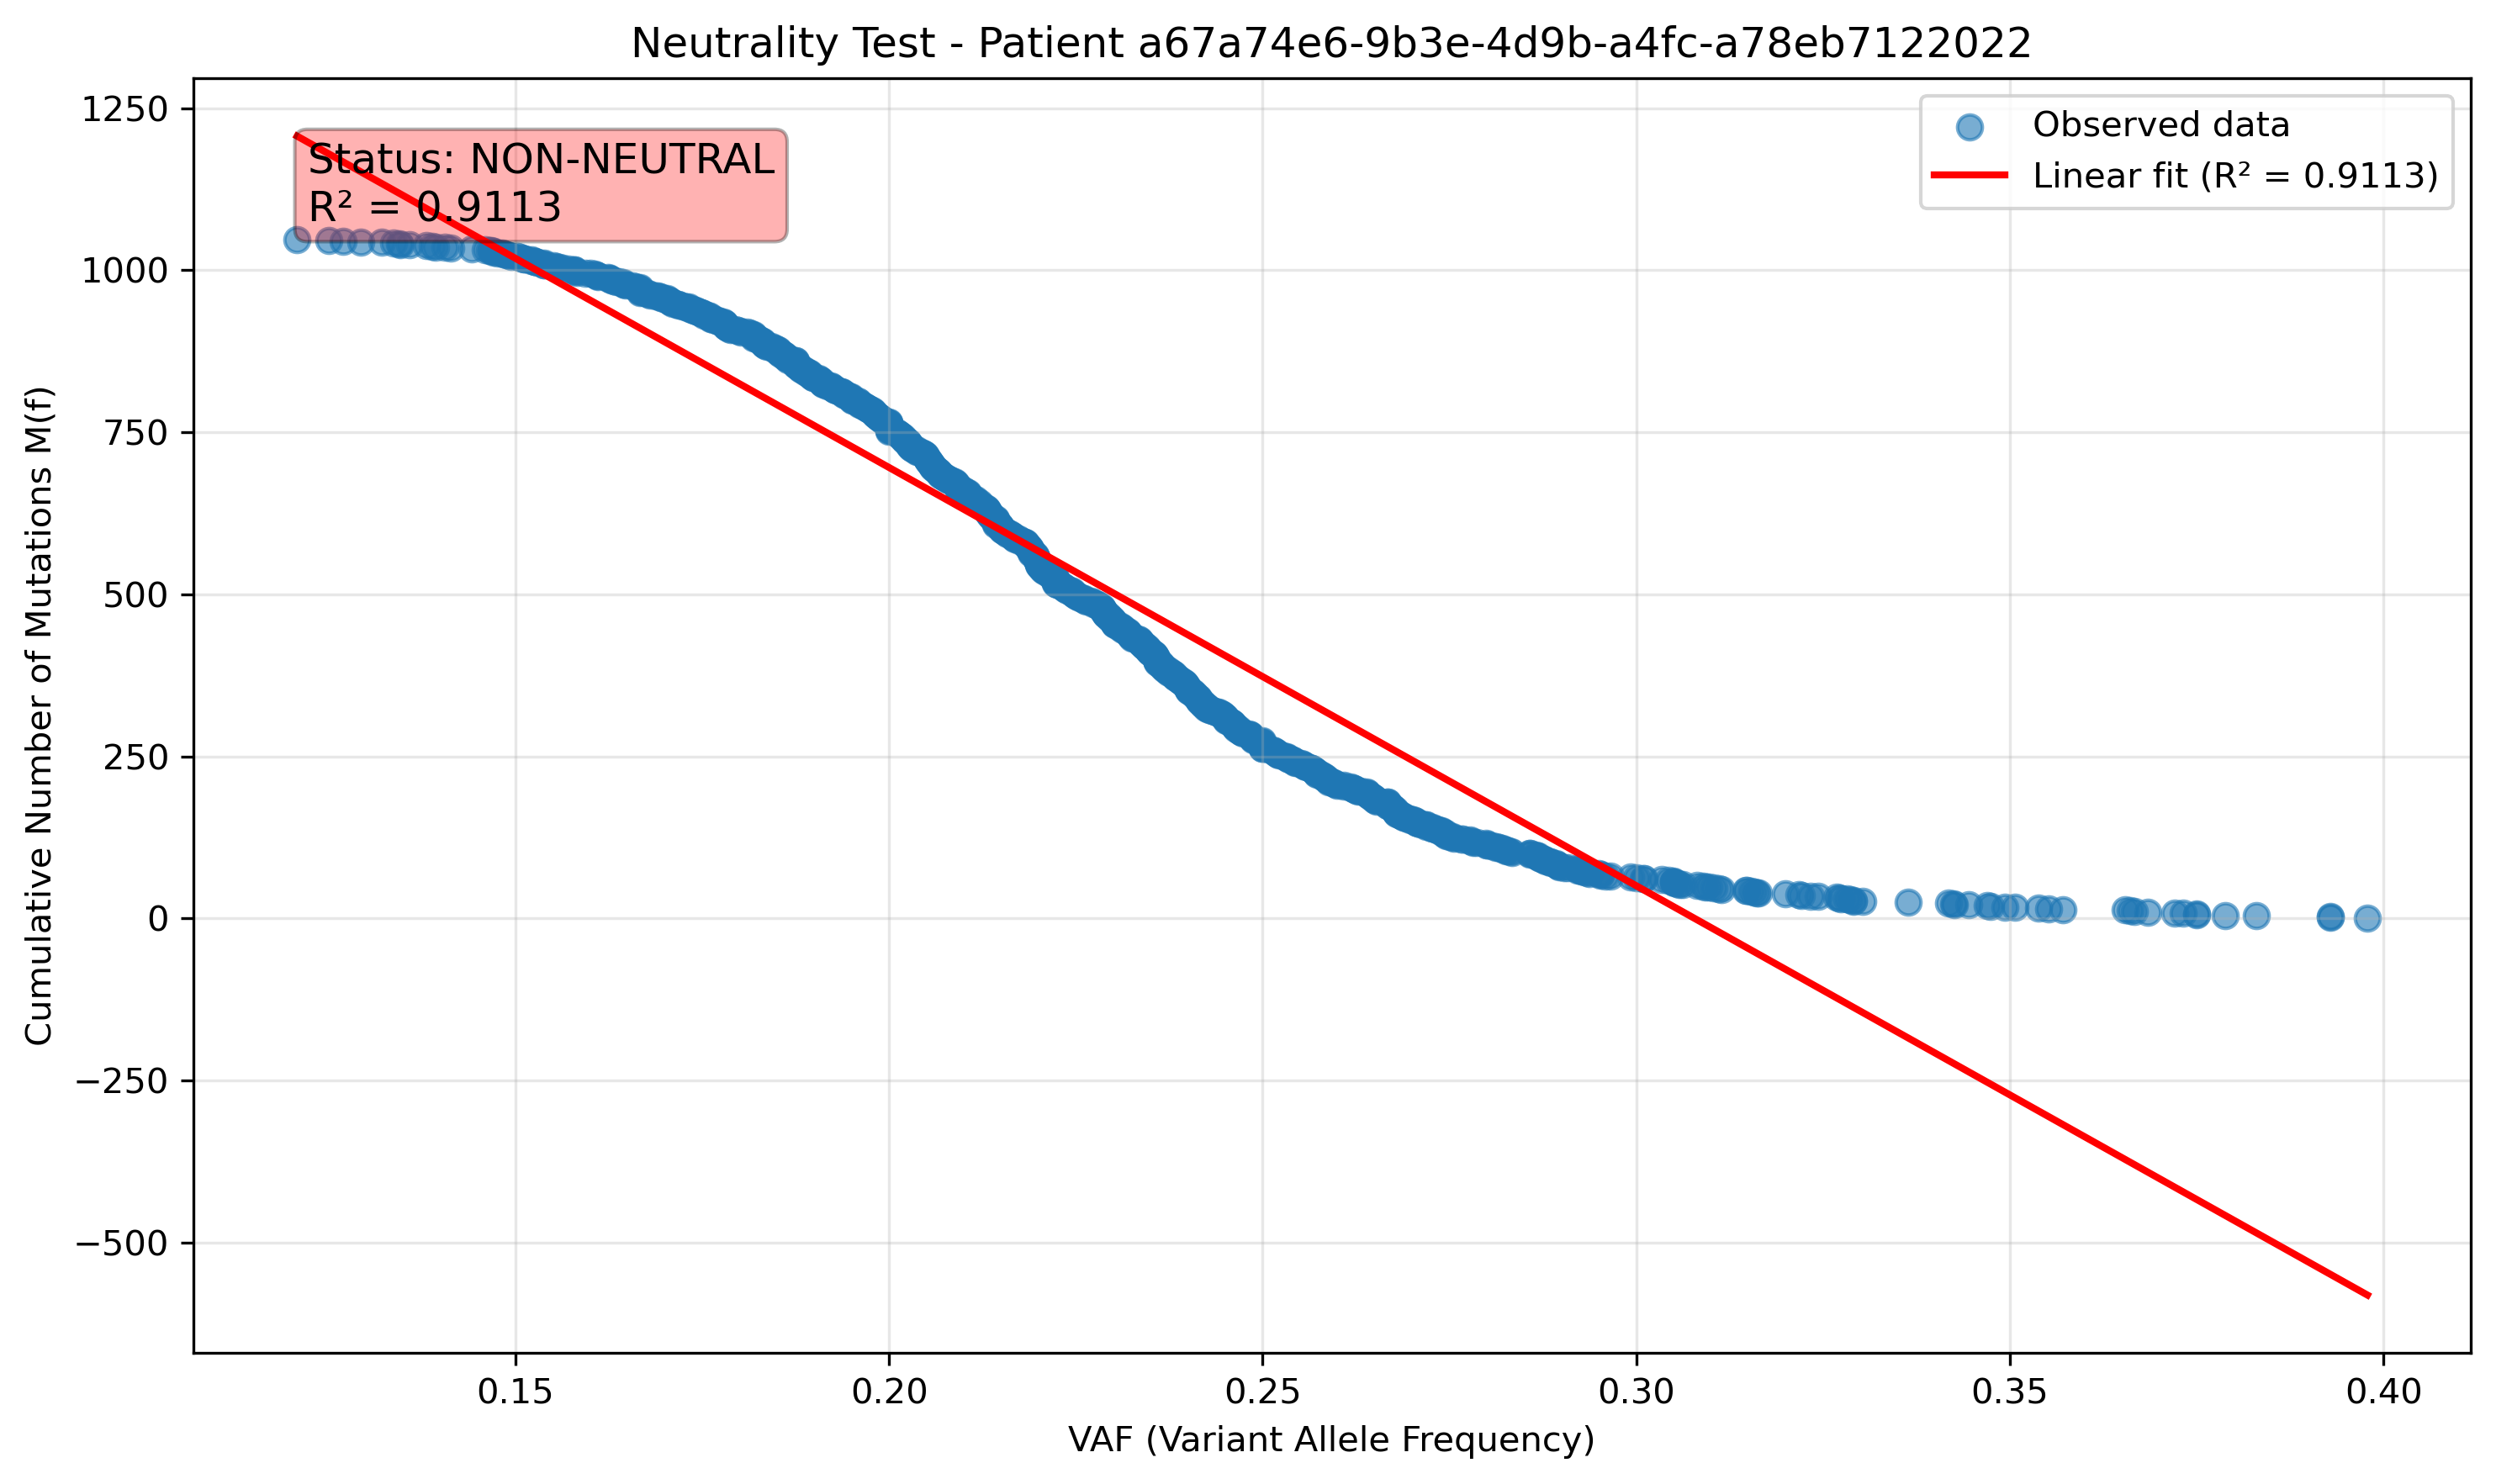 Neutrality Test - Patient a67a74e6-9b3e-4d9b-a4fc-a78eb7122022
Observed data
Linear fit (R² = 0.9113)
Status: NON-NEUTRAL
R² = 0.9113
Cumulative Number of Mutations M(f)
1250
1000
750
500
250
0
−250
−500
0.15
0.20
0.25
0.30
0.35
0.40
VAF (Variant Allele Frequency)